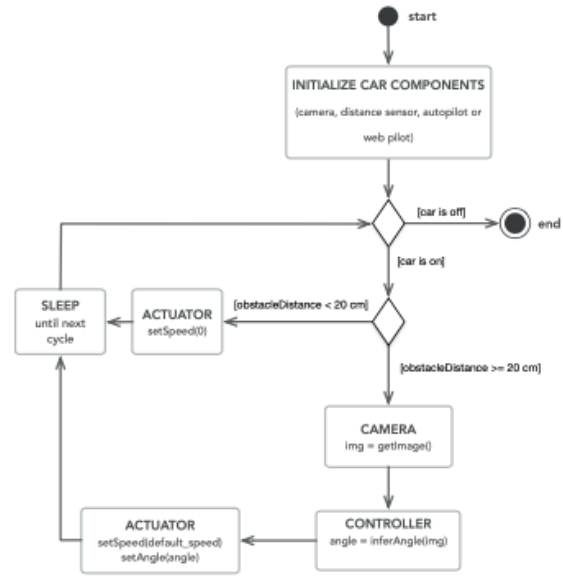 start
INITIALIZE CAR COMPONENTS
(camera, distance sensor, autopilot or
web pilot)
[car is off]
end
[car is on]
[obstacleDistance < 20 cm]
SLEEP
until next
cycle
ACTUATOR
setSpeed(0)
[obstacleDistance >= 20 cm]
CAMERA
img = getImage()
CONTROLLER
angle = inferAngle(img)
ACTUATOR
setSpeed(default_speed)
setAngle(angle)